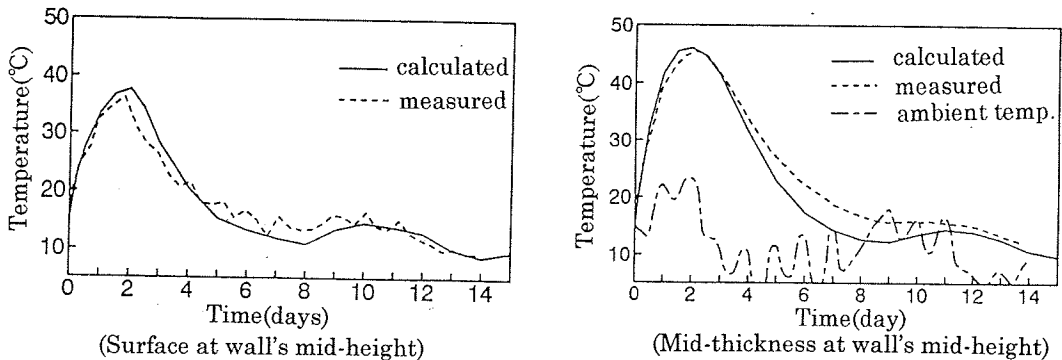 50
40
30
20
10
Temperature(℃)
calculated
measured
0 2 4 6 8 10 12 14
Time(days)
(Surface at wall's mid-height)
50
40
30
20
10
Temperature(℃)
calculated
measured
ambient temp.
0 2 4 6 8 10 12 14
Time(day)
(Mid-thickness at wall's mid-height)